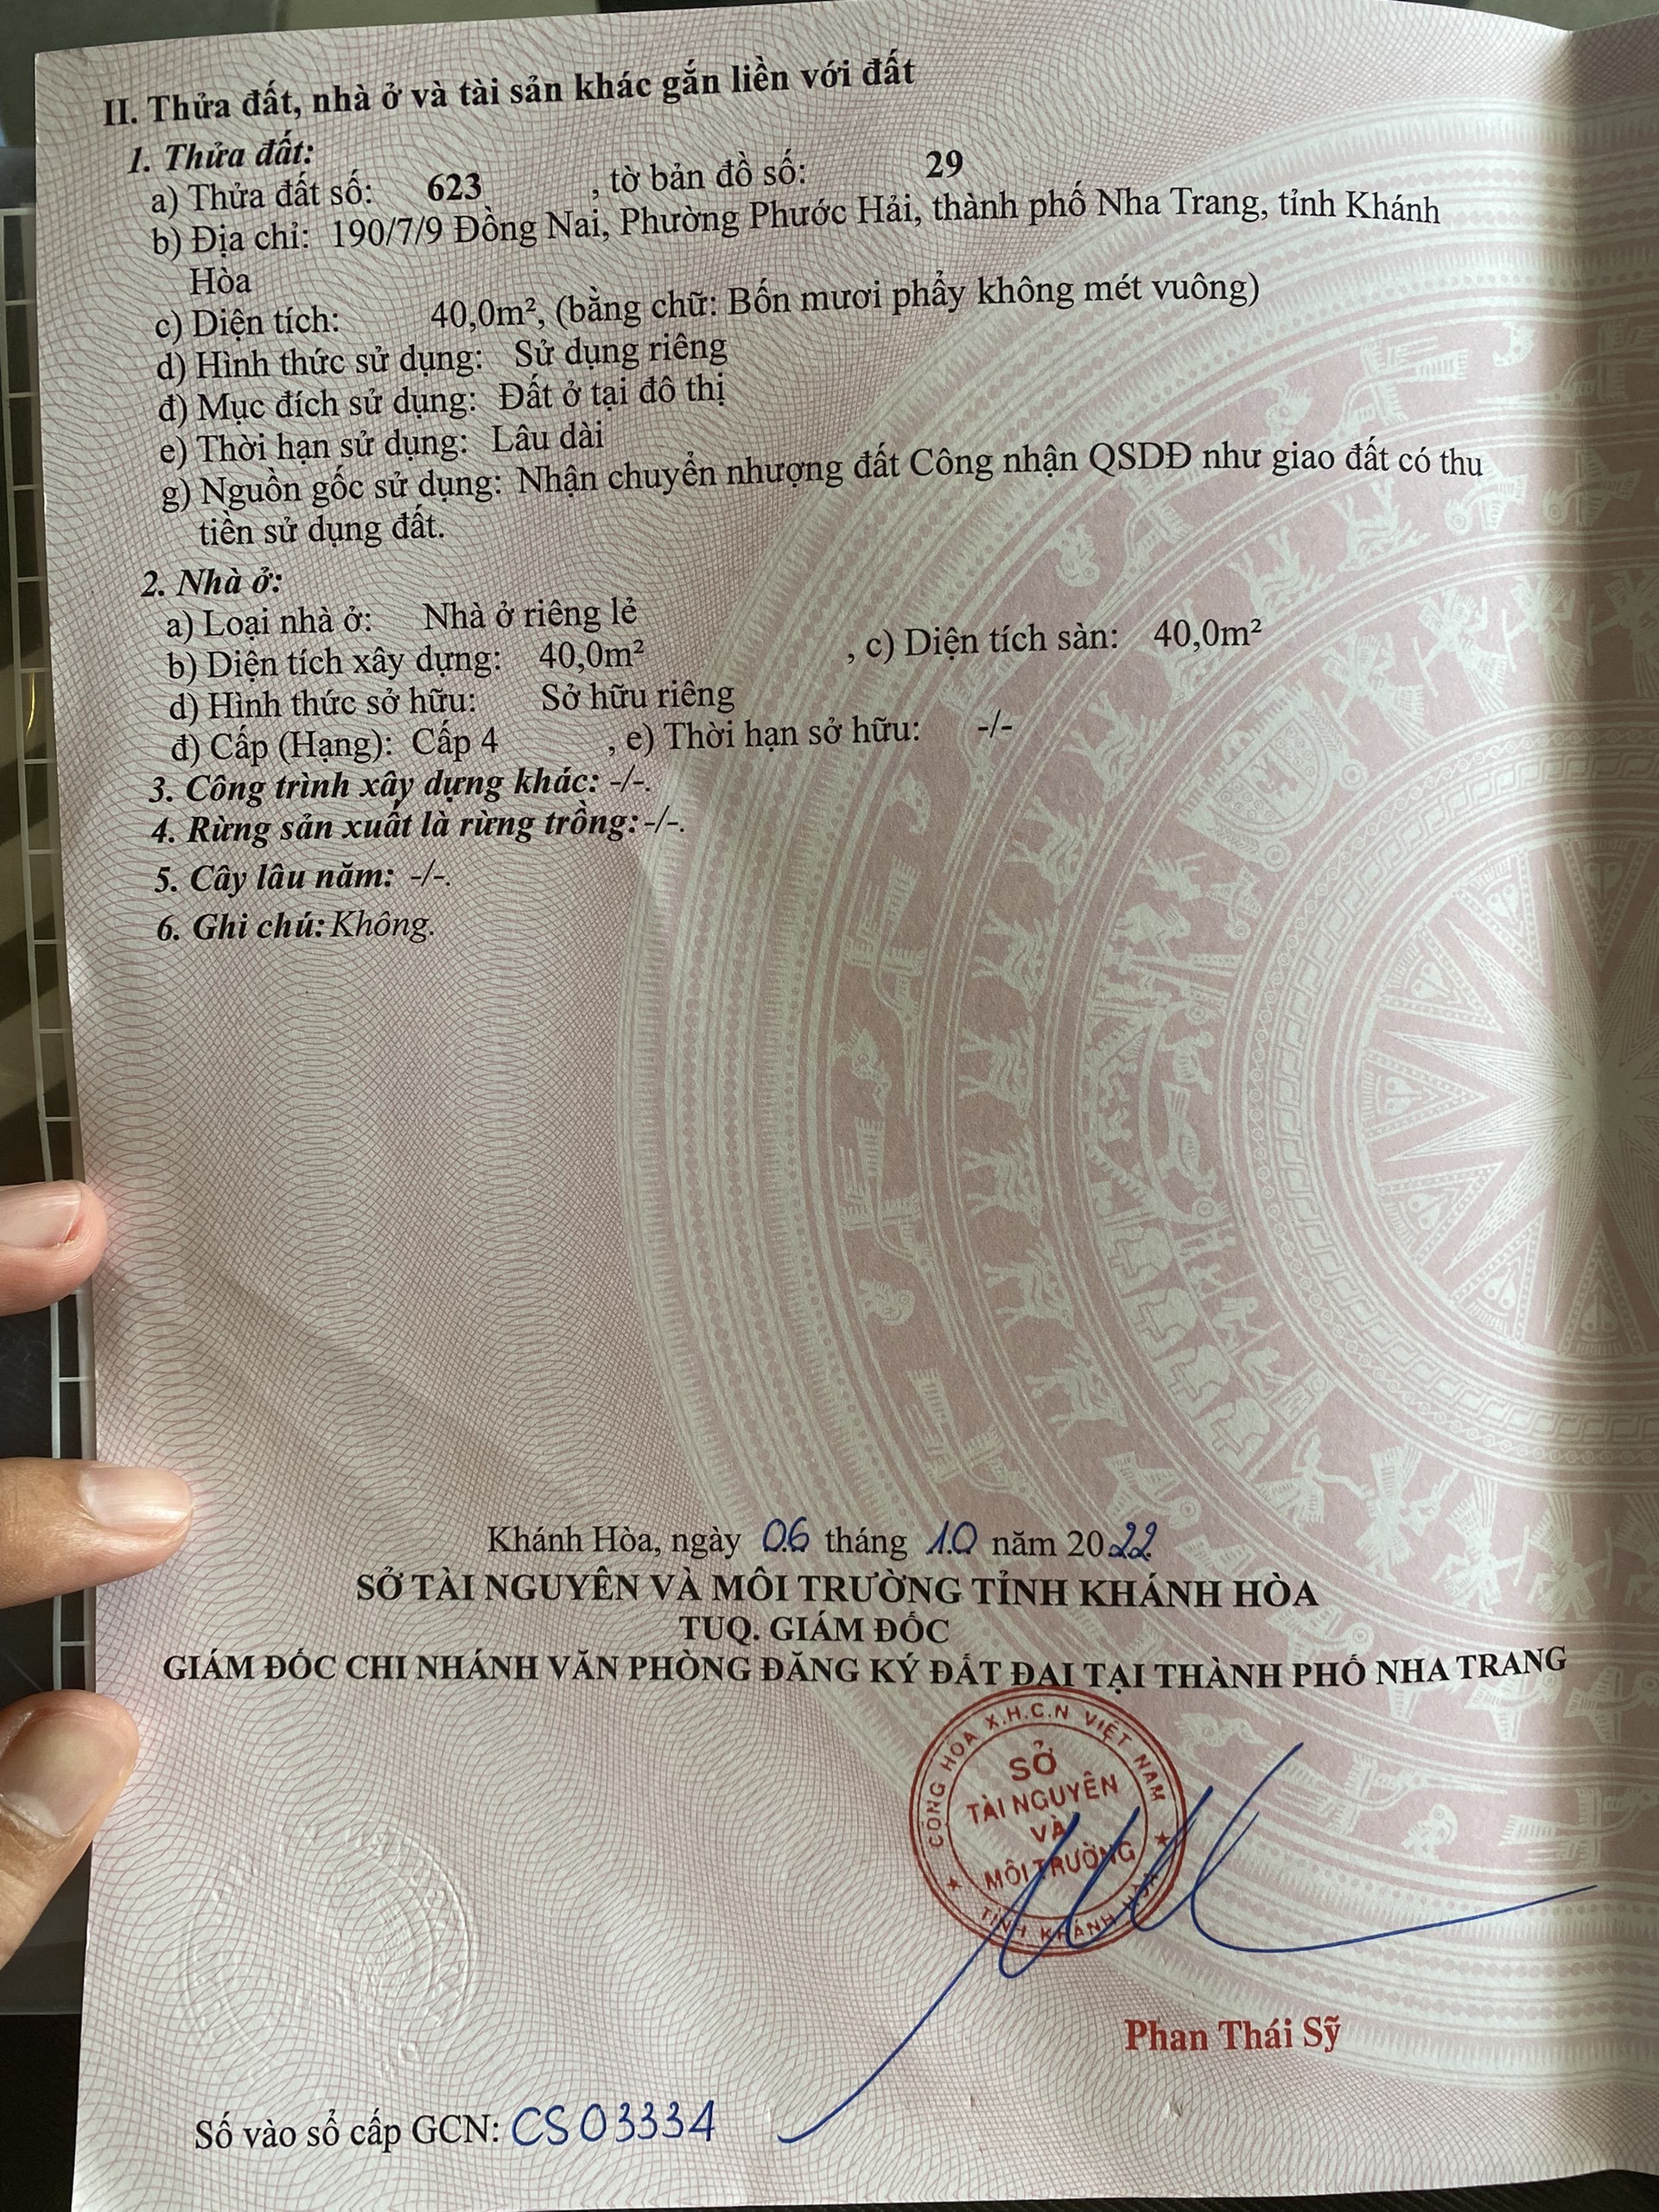 II. Thửa đất, nhà ở và tài sản khác gắn liền với đất
1. Thửa đất:
a) Thửa đất số: 623 , tờ bản đồ số: 29
b) Địa chỉ: 190/7/9 Đồng Nai, Phường Phước Hải, thành phố Nha Trang, tỉnh Khánh
Hòa
c) Diện tích: 40,0m², (bằng chữ: Bốn mươi phẩy không mét vuông)
d) Hình thức sử dụng: Sử dụng riêng
đ) Mục đích sử dụng: Đất ở tại đô thị
e) Thời hạn sử dụng: Lâu dài
g) Nguồn gốc sử dụng: Nhận chuyển nhượng đất Công nhận QSDĐ như giao đất có thu
tiền sử dụng đất.
2. Nhà ở:
a) Loại nhà ở: Nhà ở riêng lẻ
b) Diện tích xây dựng: 40,0m² , c) Diện tích sàn: 40,0m²
d) Hình thức sở hữu: Sở hữu riêng
đ) Cấp (Hạng): Cấp 4 , e) Thời hạn sở hữu: -/-
3. Công trình xây dựng khác: -/-.
4. Rừng sản xuất là rừng trồng: -/-.
5. Cây lâu năm: -/-.
6. Ghi chú: Không.
Khánh Hòa, ngày 06 tháng 10 năm 2022
SỞ TÀI NGUYÊN VÀ MÔI TRƯỜNG TỈNH KHÁNH HÒA
TUQ. GIÁM ĐỐC
GIÁM ĐỐC CHI NHÁNH VĂN PHÒNG ĐĂNG KÝ ĐẤT ĐAI TẠI THÀNH PHỐ NHA TRANG
CỘNG HÒA X.H.C.N VIỆT NAM
SỞ
TÀI NGUYÊN
VÀ
MÔI TRƯỜNG
TỈNH KHÁNH HÒA
Phan Thái Sỹ
Số vào sổ cấp GCN: CS03334